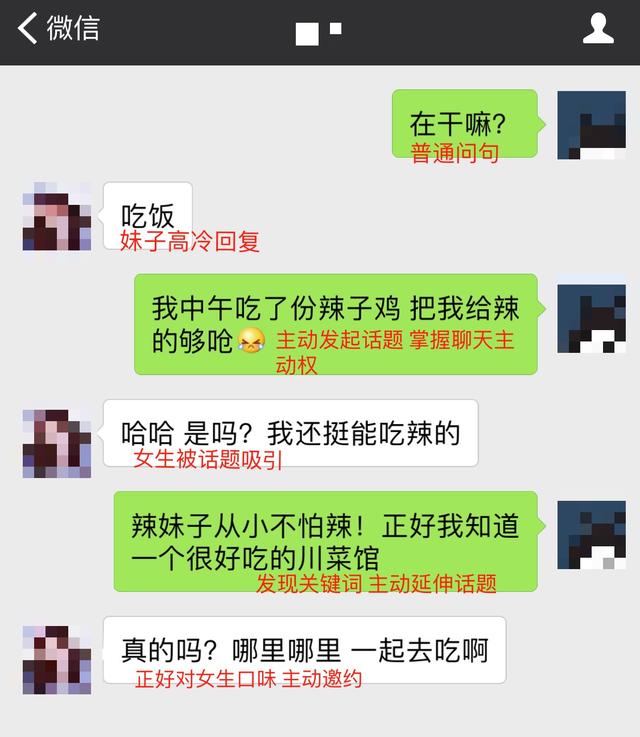 微信
在干嘛?
普通问句
吃饭
妹子高冷回复
我中午吃了份辣子鸡 把我给辣
的够呛😹 主动发起话题 掌握聊天主
动权
哈哈 是吗？我还挺能吃辣的
女生被话题吸引
辣妹子从小不怕辣！正好我知道
一个很好吃的川菜馆
发现关键词 主动延伸话题
真的吗？哪里哪里 一起去吃啊
正好对女生口味 主动邀约